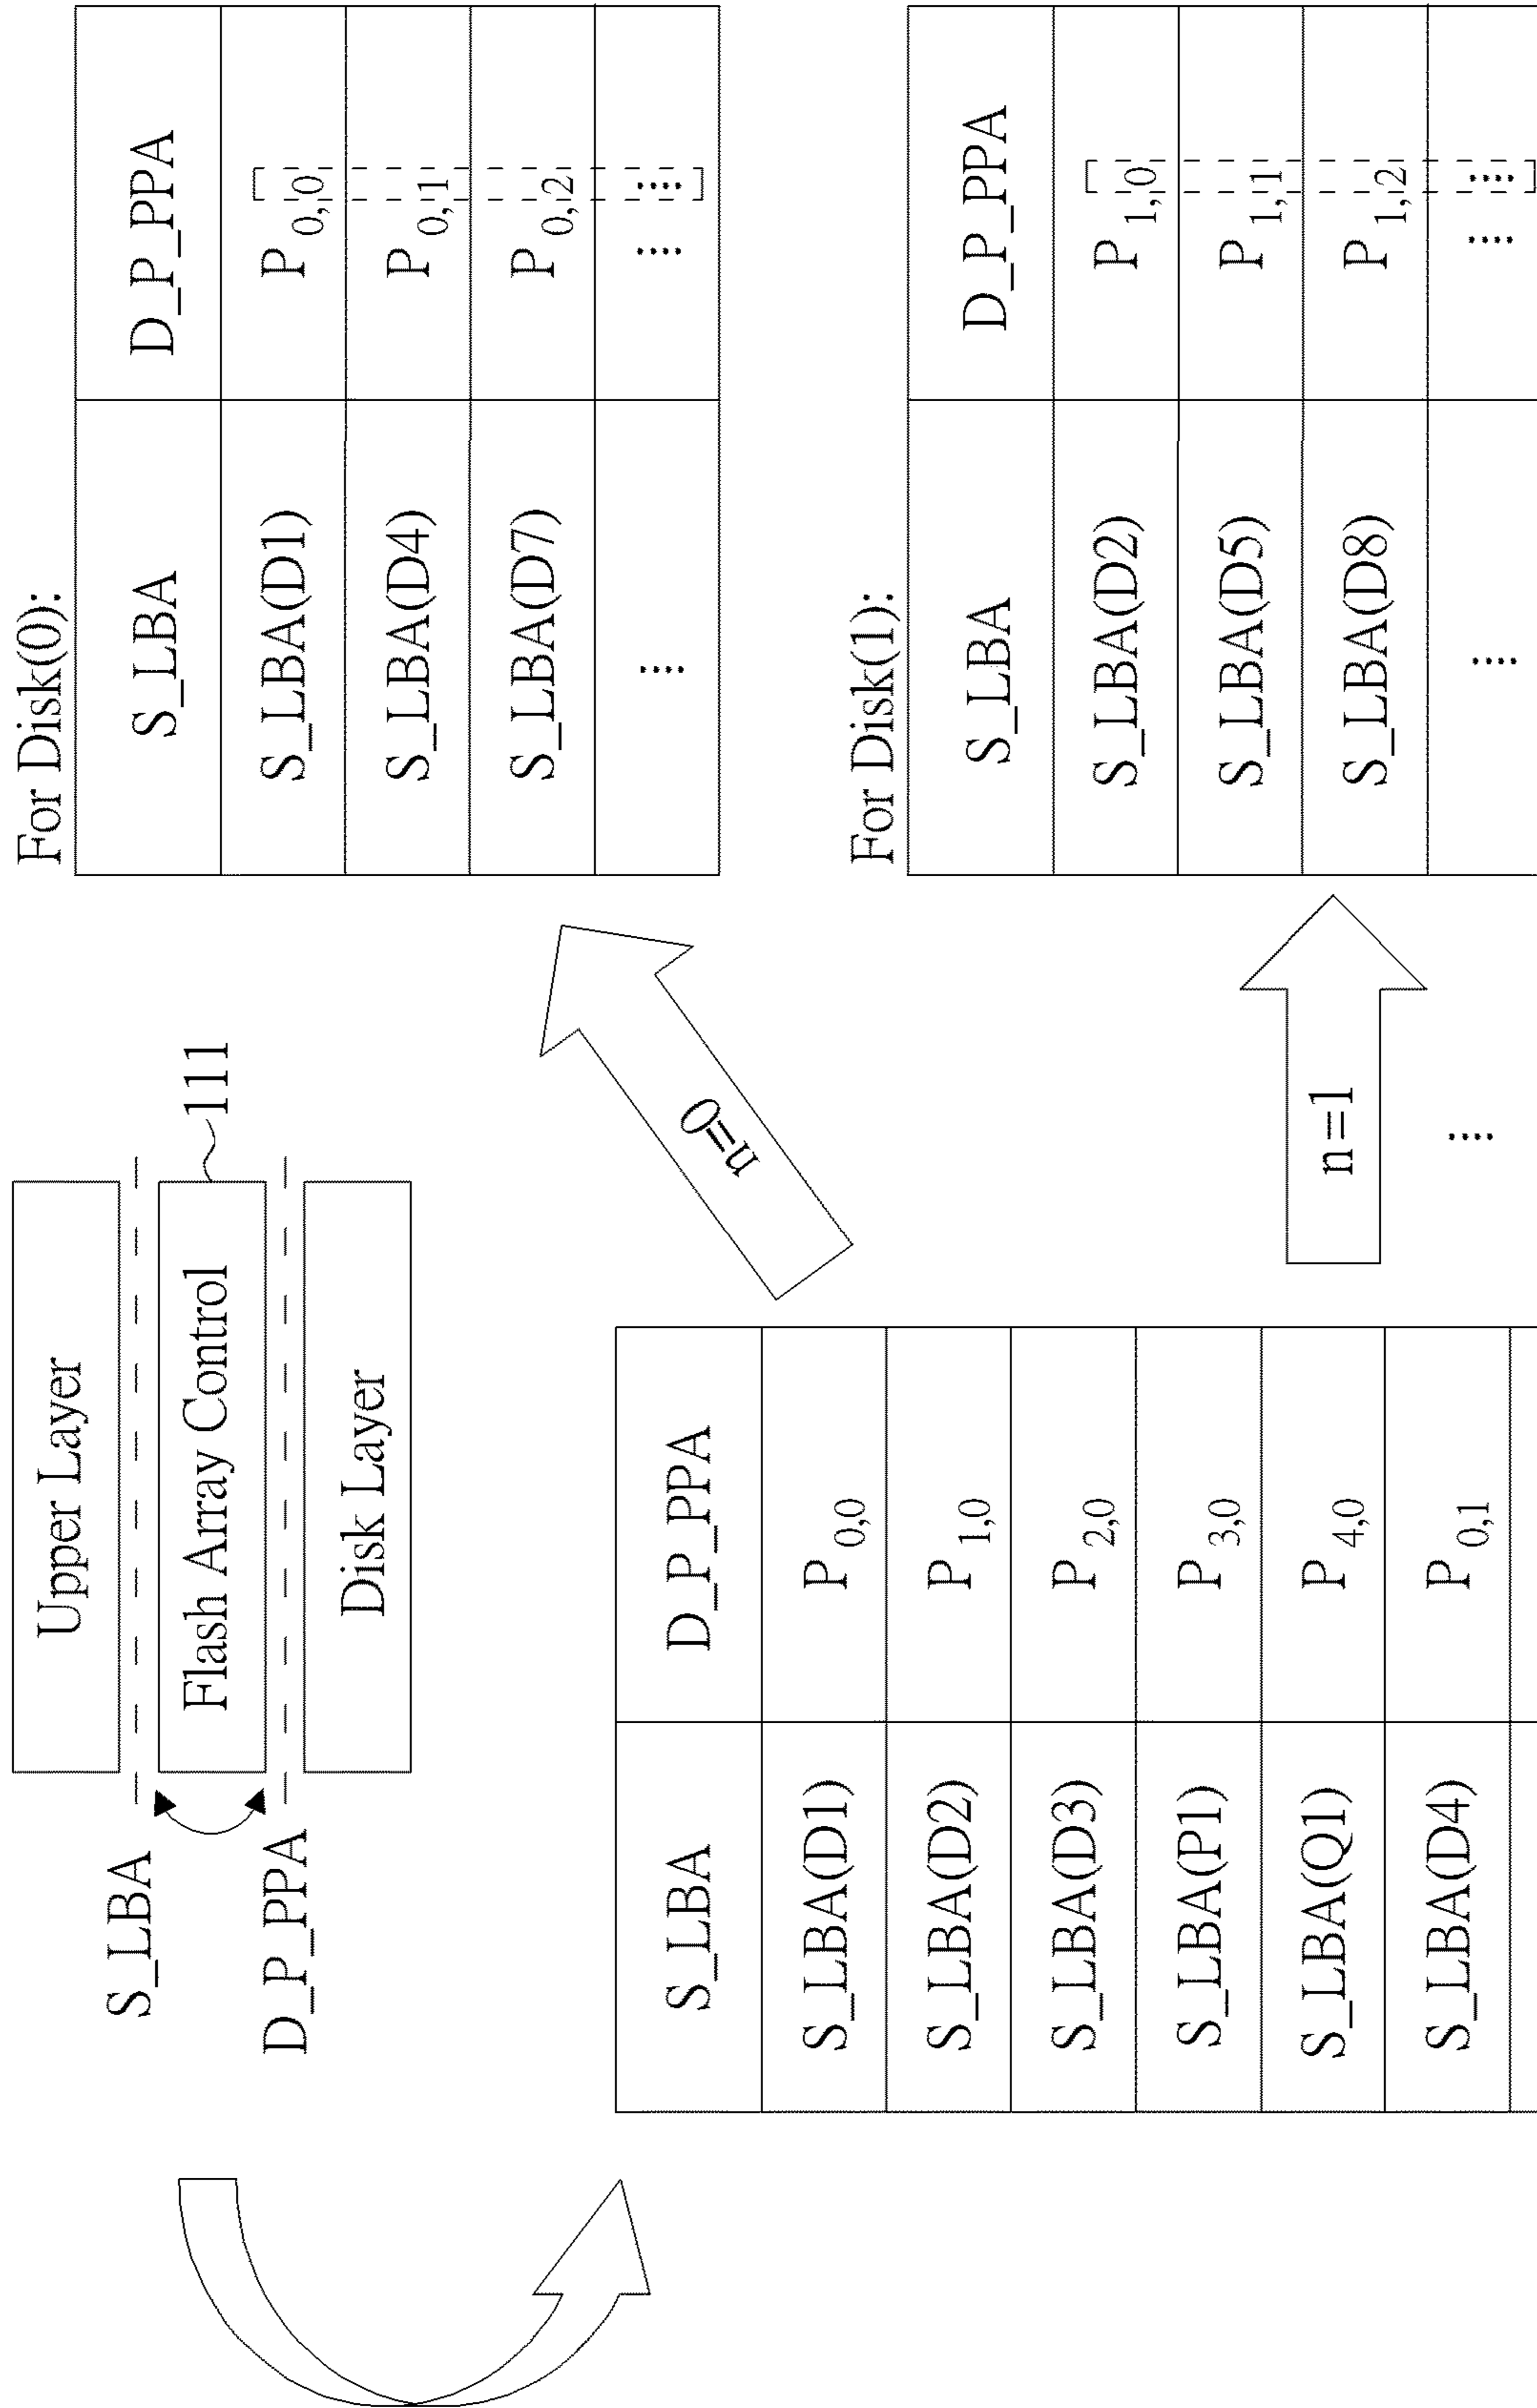 Upper Layer
S_LBA
Flash Array Control
111
D_P_PPA
Disk Layer
S_LBA D_P_PPA
S_LBA(D1) P0,0
S_LBA(D2) P1,0
S_LBA(D3) P2,0
S_LBA(P1) P3,0
S_LBA(Q1) P4,0
S_LBA(D4) P0,1
n=0
n=1
....
For Disk(0):
S_LBA D_P_PPA
S_LBA(D1) P0,0
S_LBA(D4) P0,1
S_LBA(D7) P0,2
.... .... ....
For Disk(1):
S_LBA D_P_PPA
S_LBA(D2) P1,0
S_LBA(D5) P1,1
S_LBA(D8) P1,2
.... .... ....